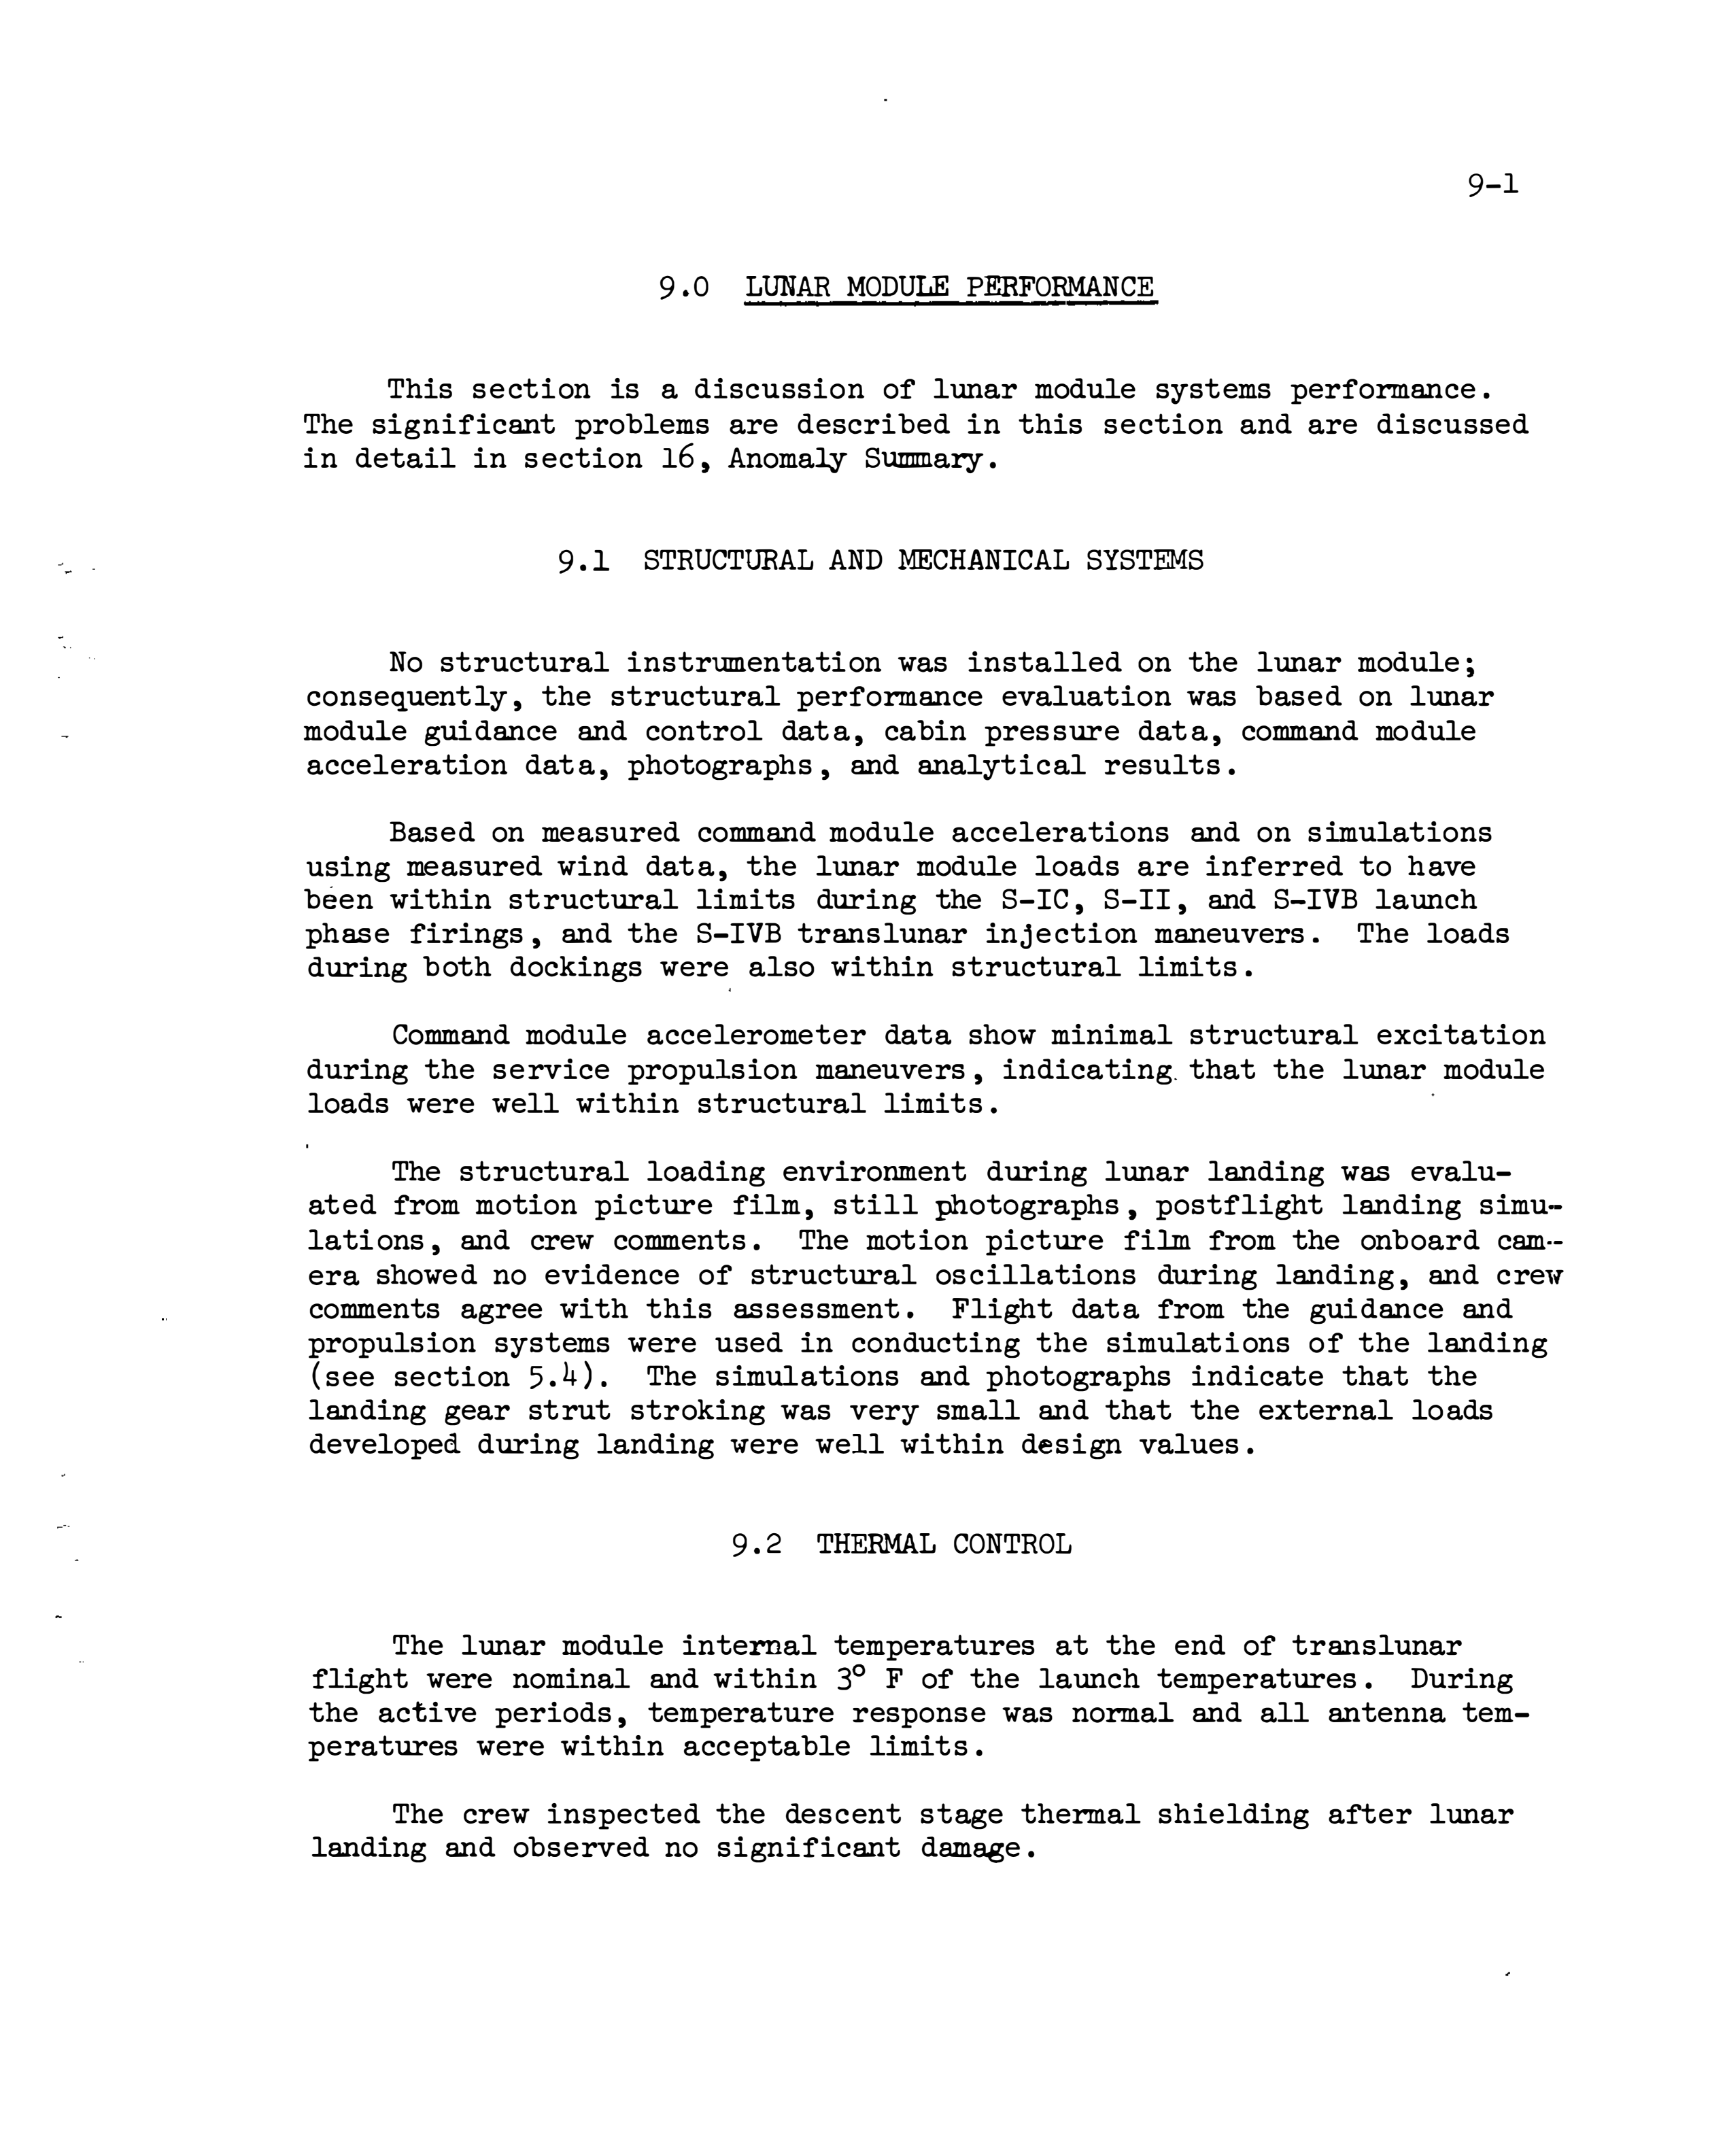 9-1
9.0 LUNAR MODULE PERFORMANCE
This section is a discussion of lunar module systems performance.
The significant problems are described in this section and are discussed
in detail in section 16, Anomaly Summary.
9.1 STRUCTURAL AND MECHANICAL SYSTEMS
No structural instrumentation was installed on the lunar module;
consequently, the structural performance evaluation was based on lunar
module guidance and control data, cabin pressure data, command module
acceleration data, photographs, and analytical results.
Based on measured command module accelerations and on simulations
using measured wind data, the lunar module loads are inferred to have
been within structural limits during the S-IC, S-II, and S-IVB launch
phase firings, and the S-IVB translunar injection maneuvers. The loads
during both dockings were also within structural limits.
Command module accelerometer data show minimal structural excitation
during the service propulsion maneuvers, indicating that the lunar module
loads were well within structural limits.
The structural loading environment during lunar landing was evalu-
ated from motion picture film, still photographs, postflight landing simu-
lations, and crew comments. The motion picture film from the onboard cam-
era showed no evidence of structural oscillations during landing, and crew
comments agree with this assessment. Flight data from the guidance and
propulsion systems were used in conducting the simulations of the landing
(see section 5.4). The simulations and photographs indicate that the
landing gear strut stroking was very small and that the external loads
developed during landing were well within design values.
9.2 THERMAL CONTROL
The lunar module internal temperatures at the end of translunar
flight were nominal and within 3° F of the launch temperatures. During
the active periods, temperature response was normal and all antenna tem-
peratures were within acceptable limits.
The crew inspected the descent stage thermal shielding after lunar
landing and observed no significant damage.